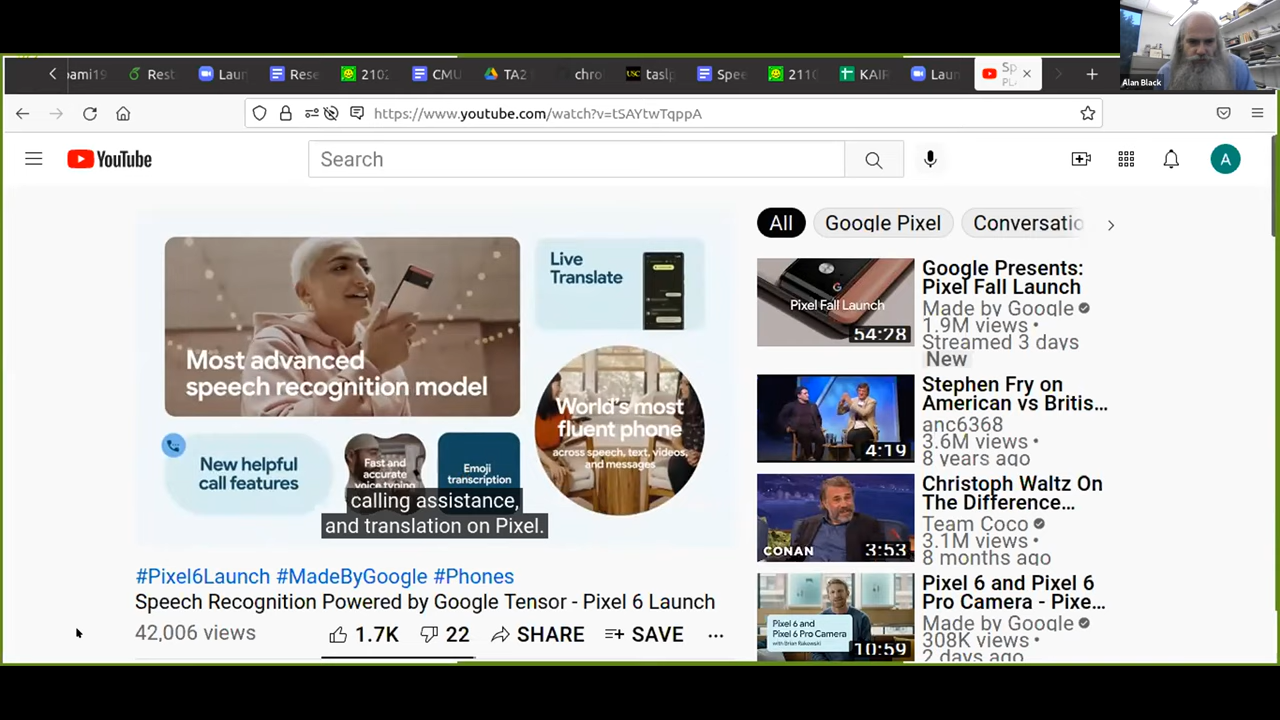 Alan Black
pami19
Rest
Laun
Rese
2102
CMU
TA2
chro
USC
taslp
Spee
2110
KAIR
Laun
Sp
https://www.youtube.com/watch?v=tSAYtwTqppA
YouTube
Search
A
All
Google Pixel
Conversatio
Most advanced
speech recognition model
Live
Translate
World's most
fluent phone
across speech, text, videos,
and messages
New helpful
call features
Fast and
accurate
voice typing
Emoji
transcription
calling assistance,
and translation on Pixel.
#Pixel6Launch #MadeByGoogle #Phones
Speech Recognition Powered by Google Tensor - Pixel 6 Launch
42,006 views
1.7K
22
SHARE
SAVE
Pixel Fall Launch
54:28
Google Presents:
Pixel Fall Launch
Made by Google
1.9M views •
Streamed 3 days
New
4:19
Stephen Fry on
American vs Britis...
anc6368
3.6M views •
8 years ago
CONAN
3:53
Christoph Waltz On
The Difference...
Team Coco
3.1M views •
8 months ago
Pixel 6 and
Pixel 6 Pro Camera
with Brian Rakowski
10:59
Pixel 6 and Pixel 6
Pro Camera - Pixe...
Made by Google
308K views •
2 days ago